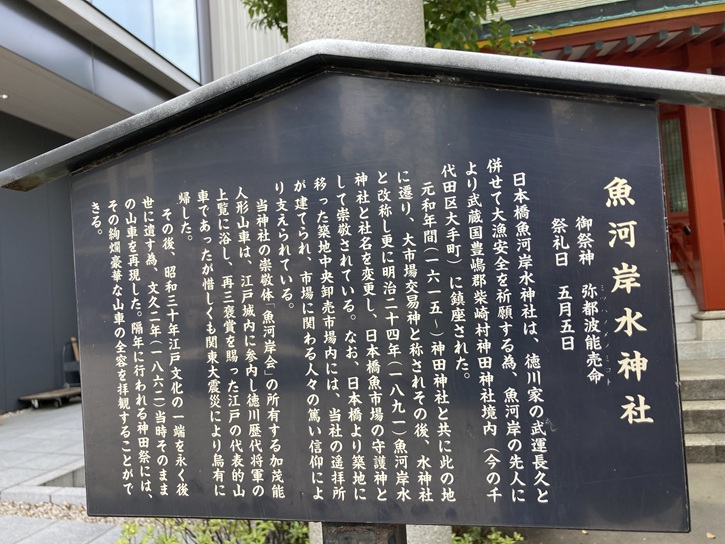 魚河岸水神社
御祭神　弥都波能売命
ミツハノメノミコト
祭礼日　五月五日
日本橋魚河岸水神社は、徳川家の武運長久と
併せて大漁安全を祈願する為、魚河岸の先人に
より武蔵国豊嶋郡柴崎村神田神社境内（今の千
代田区大手町）に鎮座された。
元和年間（一六一五〜）神田神社と共に此の地
に遷り、大市場交易神と称されその後、水神社
と改称し更に明治二十四年（一八九一）魚河岸水
神社と社名を変更し、日本橋魚市場の守護神と
して崇敬されている。なお、日本橋より築地に
移った築地中央卸売市場内には、当社の遥拝所
が建てられ、市場に関わる人々の篤い信仰によ
り支えられている。
当神社の崇敬体「魚河岸会」の所有する加茂能
人形山車は、江戸城内に参内し徳川歴代将軍の
上覧に浴し、再三褒賞を賜った江戸の代表的山
車であったが惜しくも関東大震災により烏有に
帰した。
その後、昭和三十年江戸文化の一端を永く後
世に遺す為、文久二年（一八六二）当時そのまま
の山車を再現した。隔年に行われる神田祭には、
その絢爛豪華な山車の全容を拝観することがで
きる。